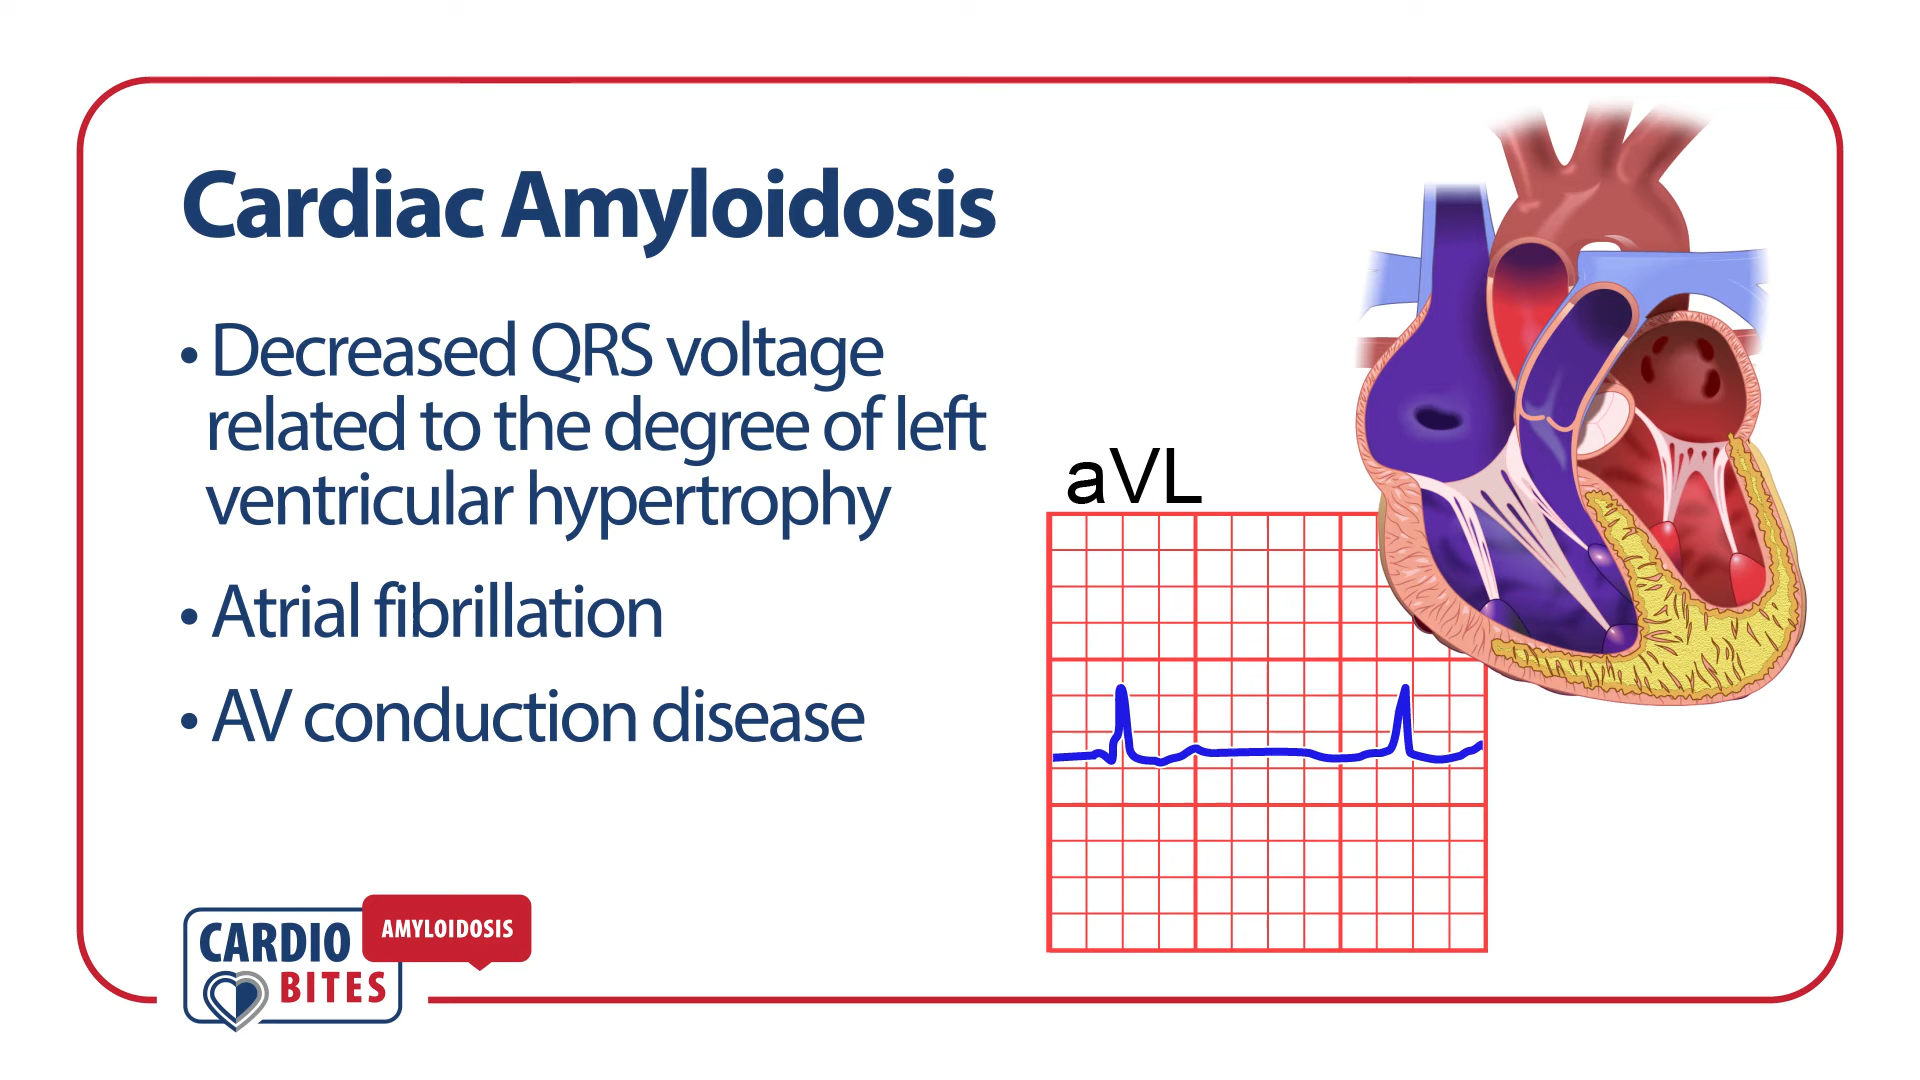 Cardiac Amyloidosis
• Decreased QRS voltage
related to the degree of left
ventricular hypertrophy
• Atrial fibrillation
• AV conduction disease
aVL
CARDIO
AMYLOIDOSIS
BITES